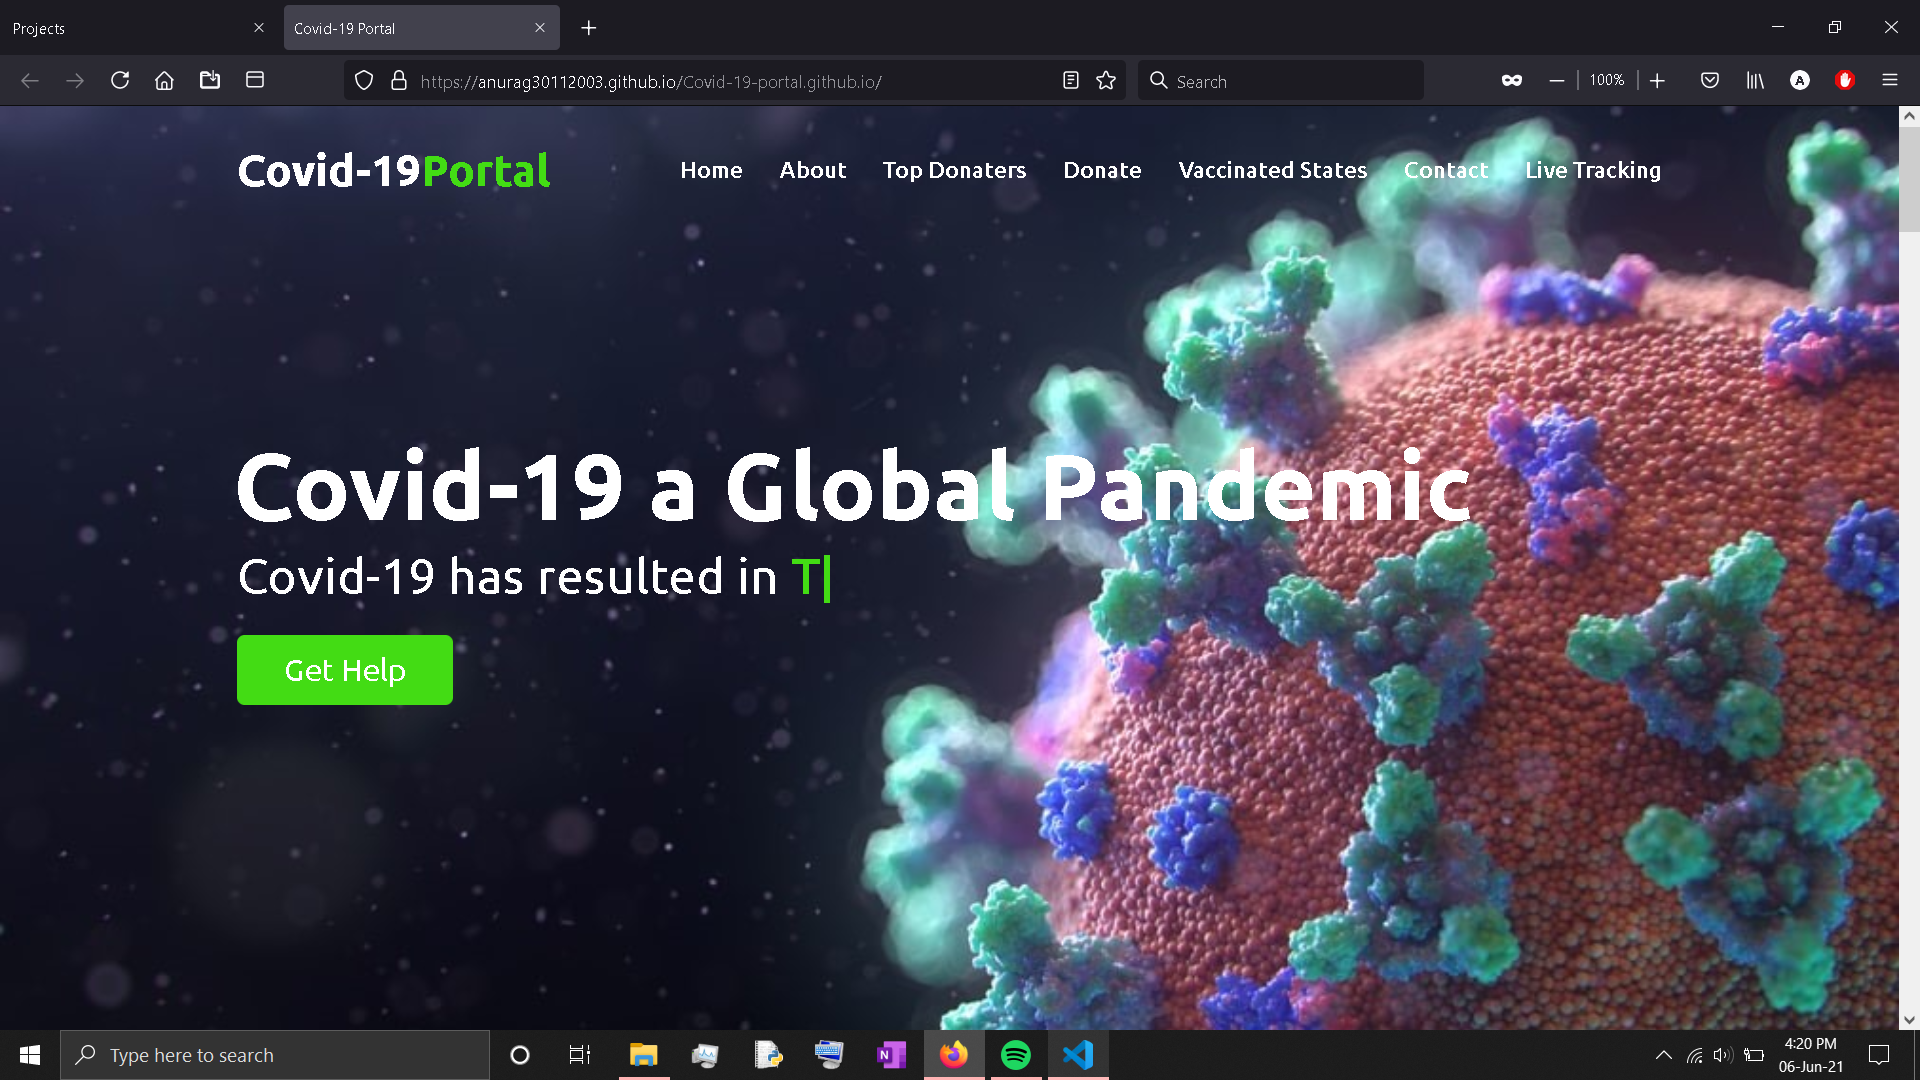 Projects
Covid-19 Portal
https://anurag30112003.github.io/Covid-19-portal.github.io/
Search
100%
A
Covid-19Portal
Home About Top Donaters Donate Vaccinated States Contact Live Tracking
Covid-19 a Global Pandemic
Covid-19 has resulted in T|
Get Help
Type here to search
N
4:20 PM
06-Jun-21